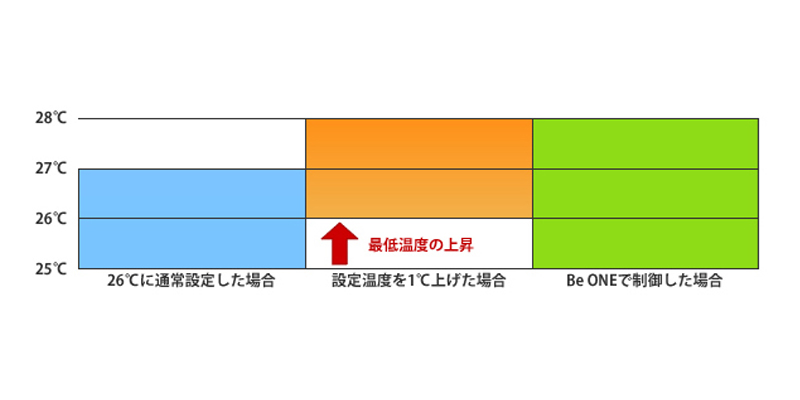 28℃
27℃
26℃
最低温度の上昇
25℃
26℃に通常設定した場合
設定温度を1℃上げた場合
Be ONEで制御した場合